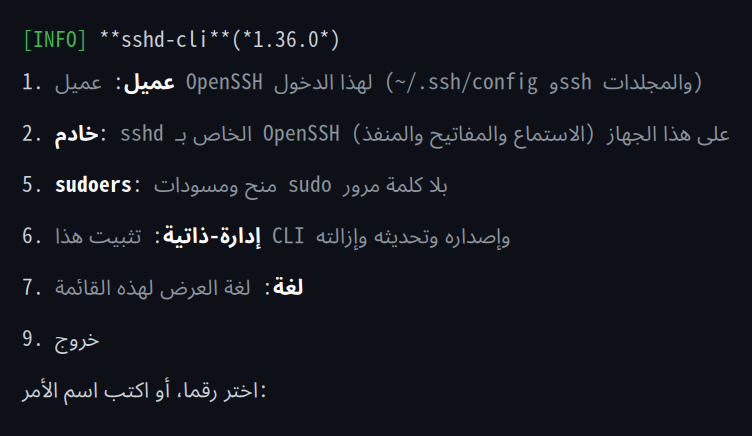 [INFO] **sshd-cli**(*1.36.0*)
1. عميل: عميل OpenSSH لهذا الدخول (~/.ssh/config وssh والمجلدات)
2. خادم: sshd الخاص بـ OpenSSH على هذا الجهاز (الاستماع والمفاتيح والمنفذ)
5. sudoers: منح ومسودات sudo بلا كلمة مرور
6. إدارة-ذاتية: تثبيت هذا CLI وإصداره وتحديثه وإزالته
7. لغة: لغة العرض لهذه القائمة
9. خروج
اختر رقما، أو اكتب اسم الأمر: